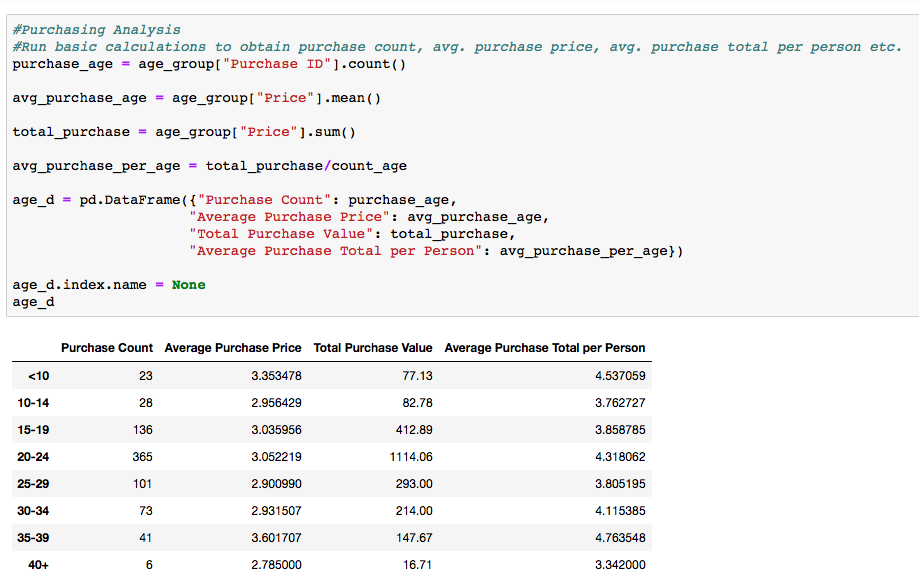 #Purchasing Analysis
#Run basic calculations to obtain purchase count, avg. purchase price, avg. purchase total per person etc.
purchase_age = age_group["Purchase ID"].count()
avg_purchase_age = age_group["Price"].mean()
total_purchase = age_group["Price"].sum()
avg_purchase_per_age = total_purchase/count_age
age_d = pd.DataFrame({"Purchase Count": purchase_age,
"Average Purchase Price": avg_purchase_age,
"Total Purchase Value": total_purchase,
"Average Purchase Total per Person": avg_purchase_per_age})
age_d.index.name = None
age_d
Purchase Count Average Purchase Price Total Purchase Value Average Purchase Total per Person
<10 23 3.353478 77.13 4.537059
10-14 28 2.956429 82.78 3.762727
15-19 136 3.035956 412.89 3.858785
20-24 365 3.052219 1114.06 4.318062
25-29 101 2.900990 293.00 3.805195
30-34 73 2.931507 214.00 4.115385
35-39 41 3.601707 147.67 4.763548
40+ 6 2.785000 16.71 3.342000